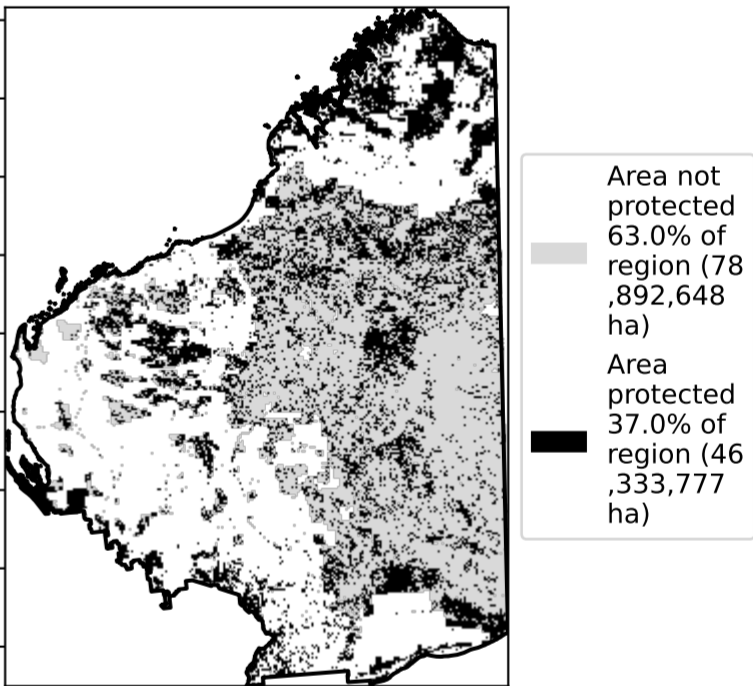 Area not
protected
63.0% of
region (78
,892,648
ha)
Area
protected
37.0% of
region (46
,333,777
ha)